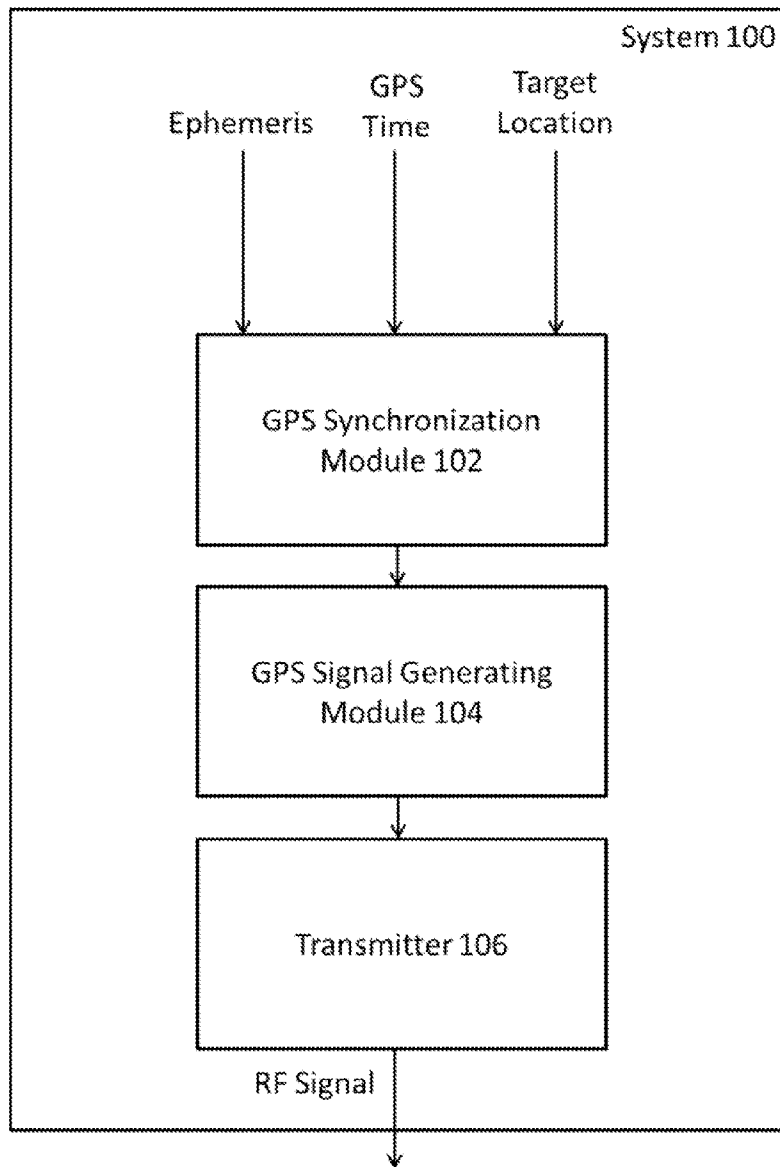 System 100
Ephemeris
GPS
Time
Target
Location
GPS Synchronization
Module 102
GPS Signal Generating
Module 104
Transmitter 106
RF Signal